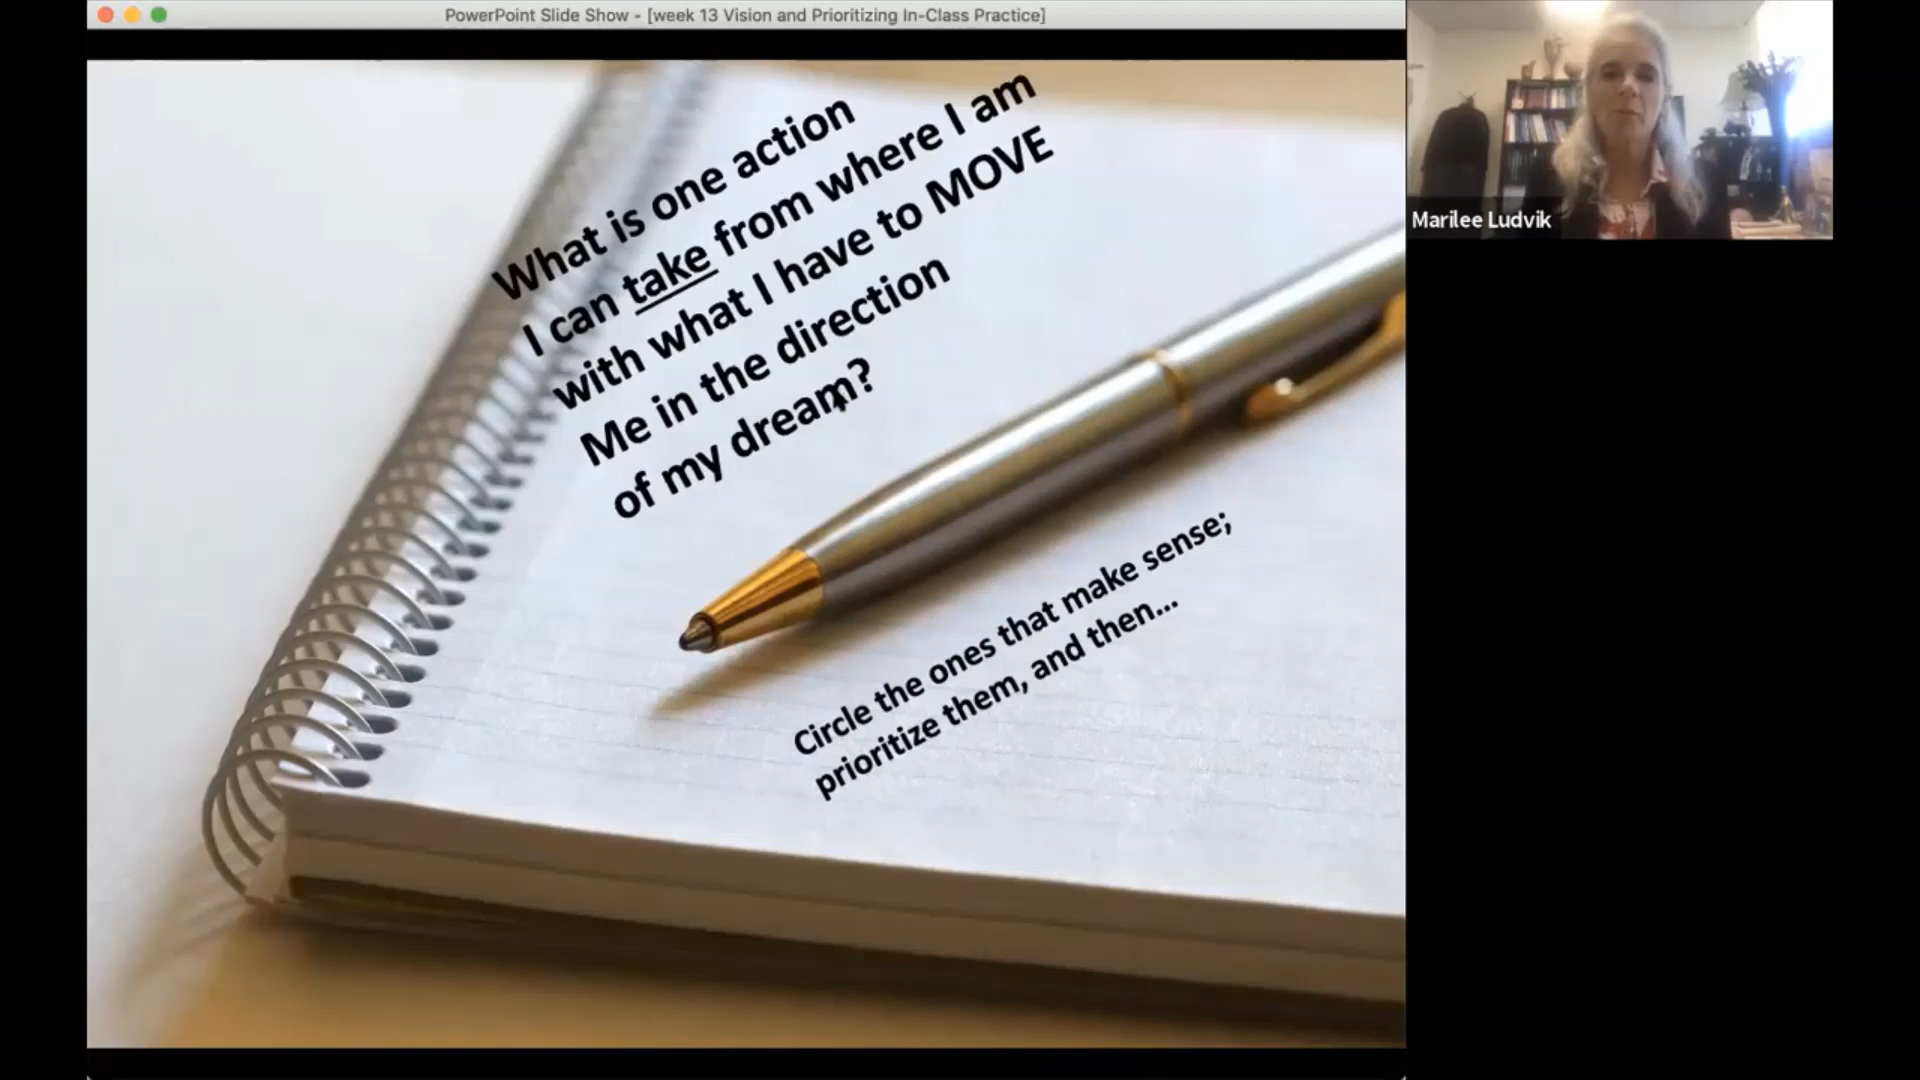 PowerPoint Slide Show - [week 13 Vision and Prioritizing In-Class Practice]
What is one action
I can take from where I am
with what I have to MOVE
Me in the direction
of my dream?
Circle the ones that make sense;
prioritize them, and then...
Marilee Ludvik